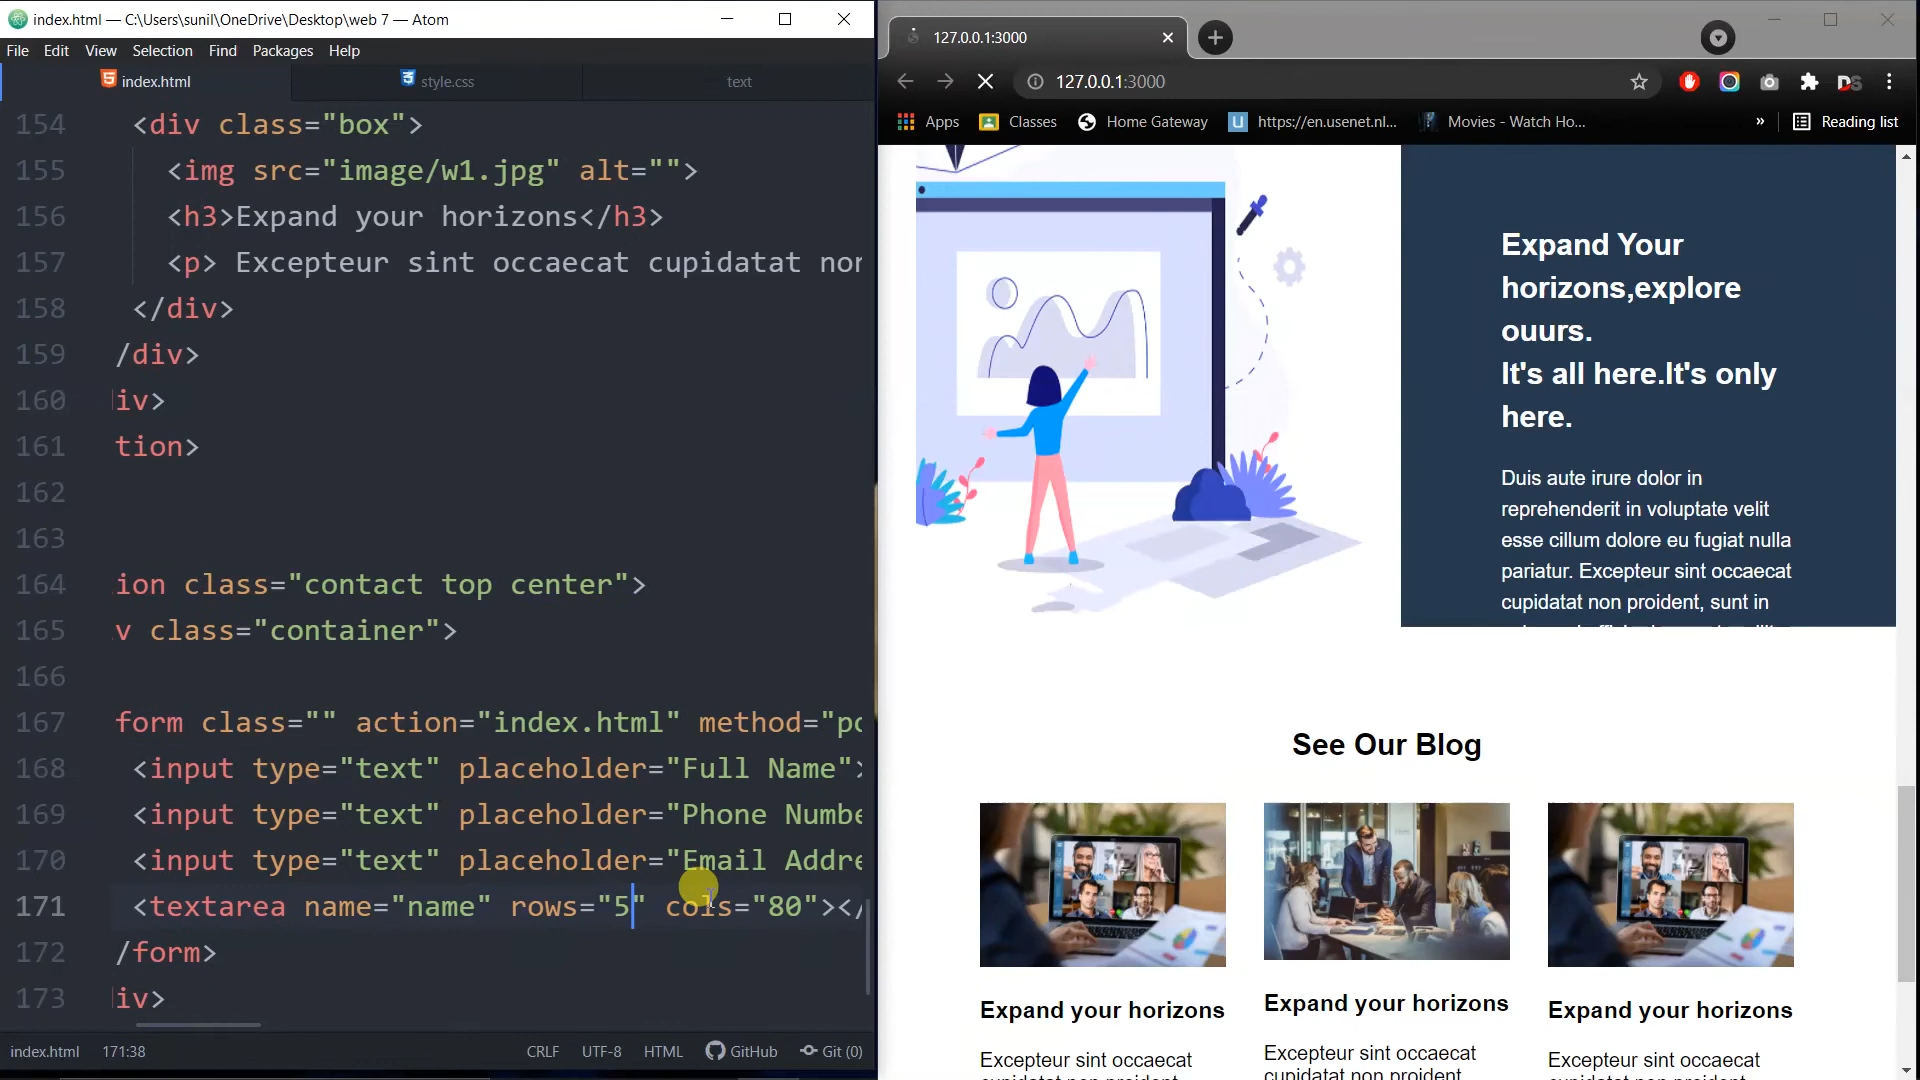 index.html — C:\Users\sunil\OneDrive\Desktop\web 7 — Atom
File Edit View Selection Find Packages Help
index.html
style.css
text
154 <div class="box">
155 <img src="image/w1.jpg" alt="">
156 <h3>Expand your horizons</h3>
157 <p> Excepteur sint occaecat cupidatat nor
158 </div>
159 /div>
160 iv>
161 tion>
162
163
164 ion class="contact top center">
165 v class="container">
166
167 form class="" action="index.html" method="po
168 <input type="text" placeholder="Full Name">
169 <input type="text" placeholder="Phone Numbe
170 <input type="text" placeholder="Email Addre
171 <textarea name="name" rows="5" cols="80"></
172 /form>
173 iv>
index.html 171:38 CRLF UTF-8 HTML GitHub Git (0)
127.0.0.1:3000
127.0.0.1:3000
Apps Classes Home Gateway https://en.usenet.nl... Movies - Watch Ho... » Reading list
Expand Your
horizons,explore
ouurs.
It's all here.It's only
here.
Duis aute irure dolor in
reprehenderit in voluptate velit
esse cillum dolore eu fugiat nulla
pariatur. Excepteur sint occaecat
cupidatat non proident, sunt in
See Our Blog
Expand your horizons
Excepteur sint occaecat
Expand your horizons
Excepteur sint occaecat
cupidatat non proident
Expand your horizons
Excepteur sint occaecat